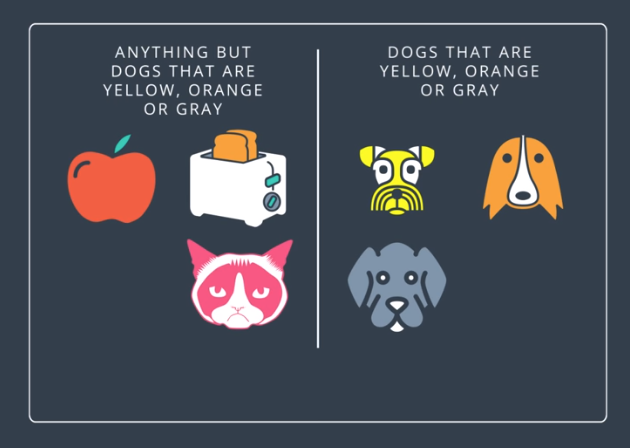 ANYTHING BUT
DOGS THAT ARE
YELLOW, ORANGE
OR GRAY
DOGS THAT ARE
YELLOW, ORANGE
OR GRAY